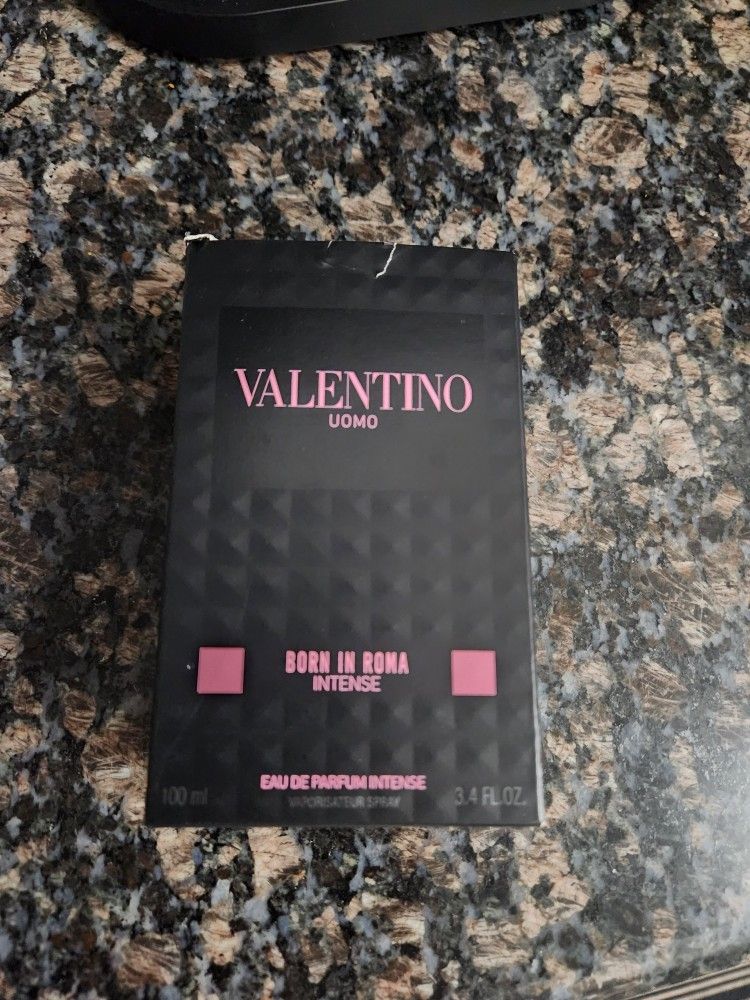 VALENTINO
UOMO
BORN IN ROMA
INTENSE
EAU DE PARFUM INTENSE
100 ml VAPORISATEUR SPRAY 3.4 FL.OZ.